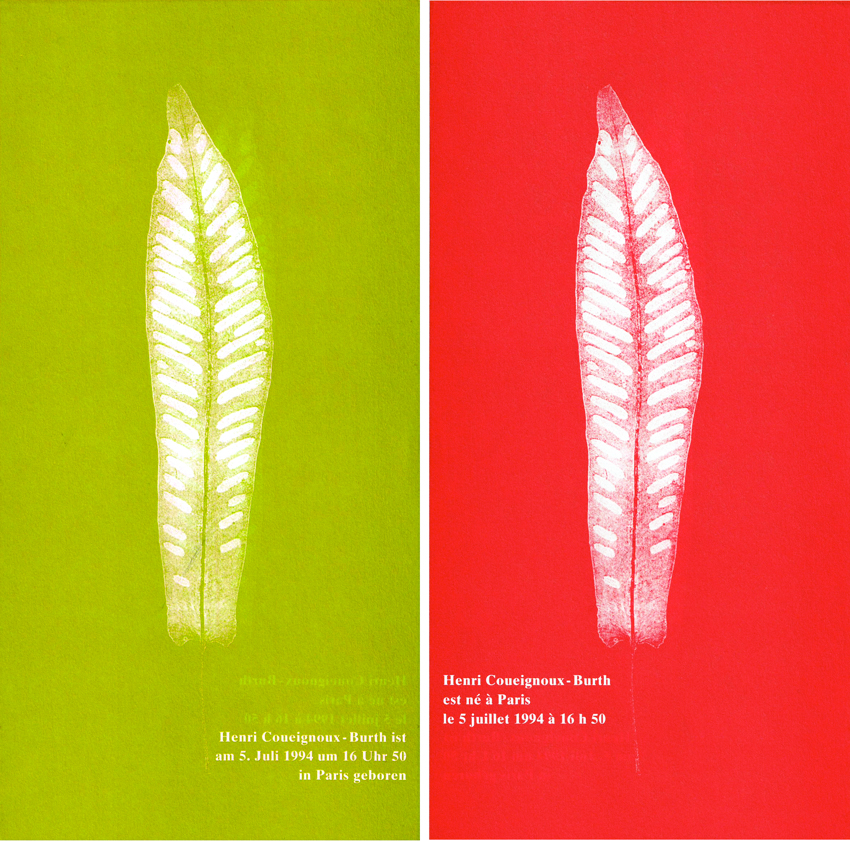 Henri Coueignoux-Burth ist
am 5. Juli 1994 um 16 Uhr 50
in Paris geboren
Henri Coueignoux-Burth
est né à Paris
le 5 juillet 1994 à 16 h 50